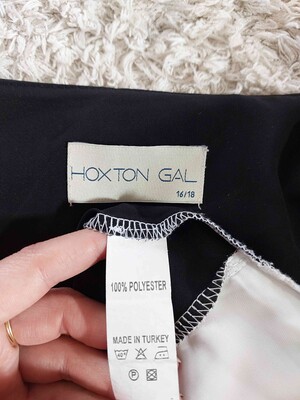 HOXTON GAL
16/18
100% POLYESTER
MADE IN TURKEY